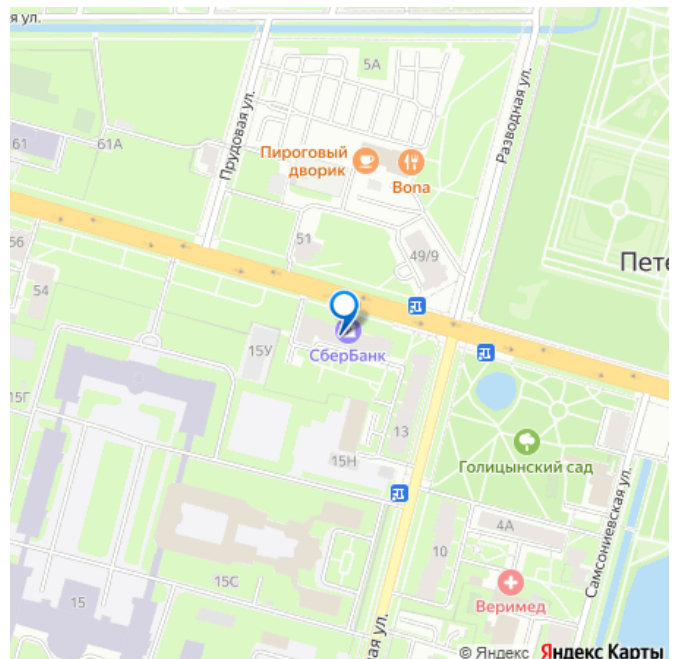 я ул.
5А
Прудовая ул.
Разводная ул.
61
61А
Пироговый
дворик
Bona
51
49/9
56
54
Пете
15У
СберБанк
15Г
13
15Н
Голицынский сад
Самсониевская ул.
4А
10
15С
15
Веримед
ая ул.
© Яндекс Яндекс Карты